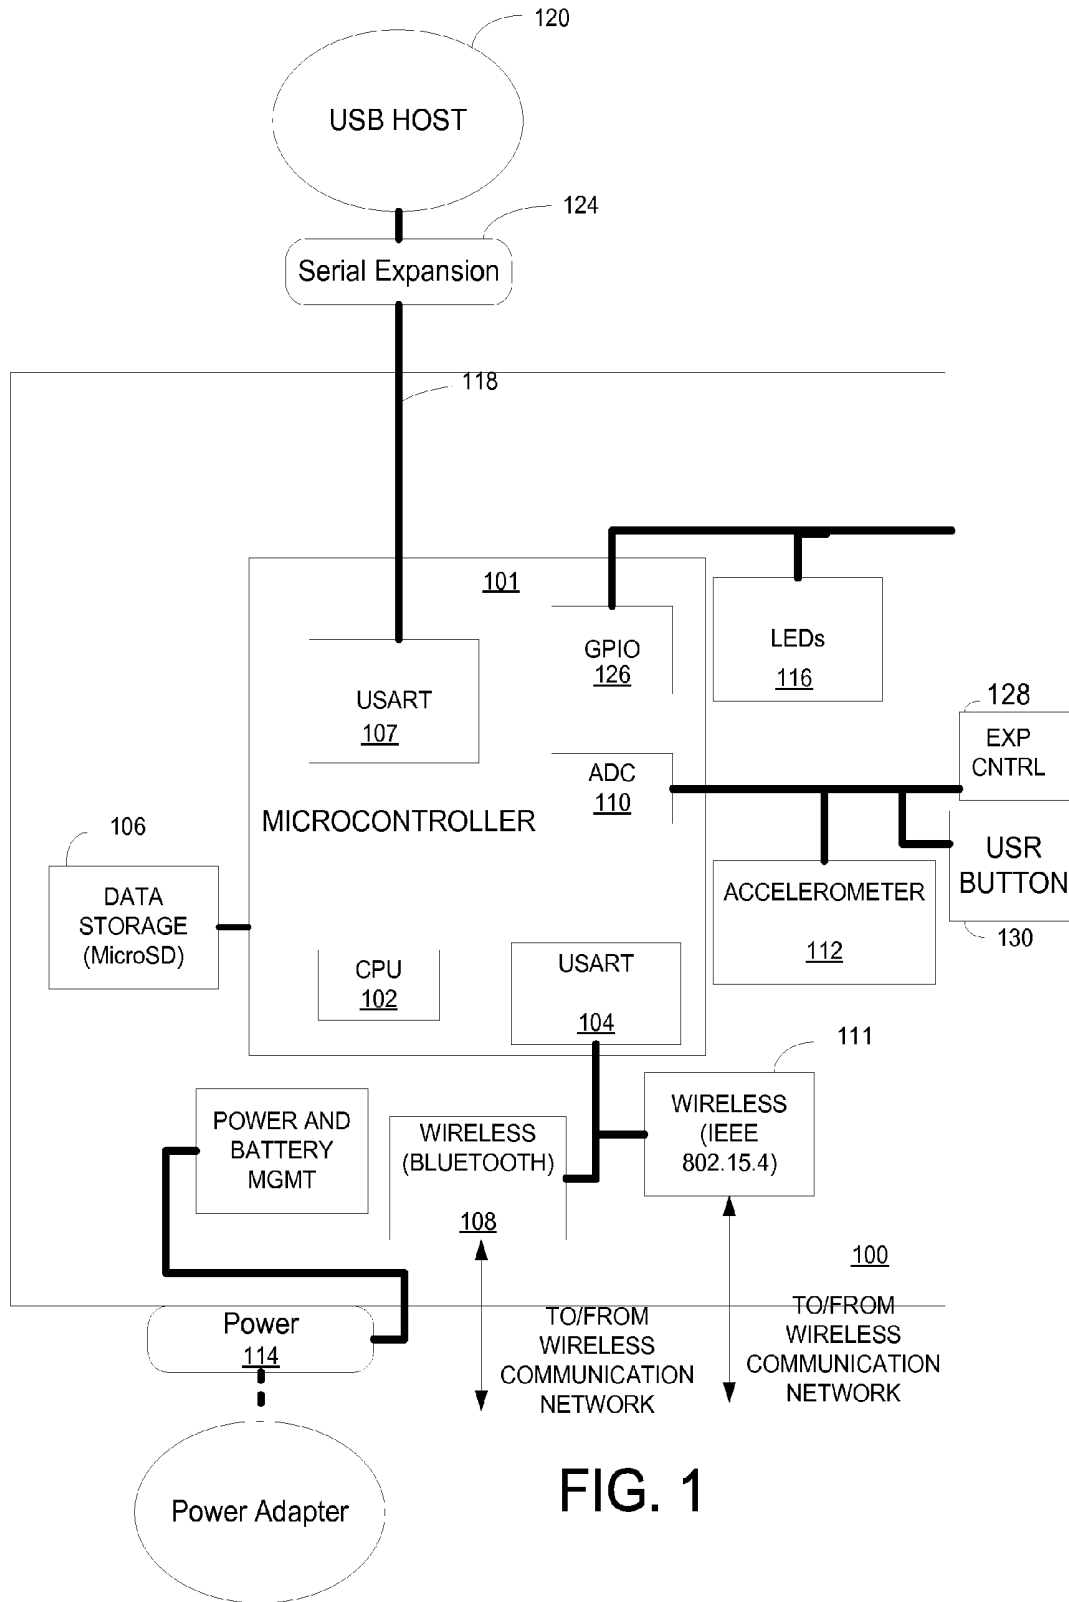 120
USB HOST
124
Serial Expansion
118
101
GPIO
126
LEDs
116
USART
107
128
EXP
CNTRL
ADC
110
MICROCONTROLLER
106
DATA
STORAGE
(MicroSD)
USR
BUTTON
130
ACCELEROMETER
112
CPU
102
USART
104
111
WIRELESS
(IEEE
802.15.4)
POWER AND
BATTERY
MGMT
WIRELESS
(BLUETOOTH)
108
100
Power
114
TO/FROM
WIRELESS
COMMUNICATION
NETWORK
TO/FROM
WIRELESS
COMMUNICATION
NETWORK
Power Adapter
FIG. 1